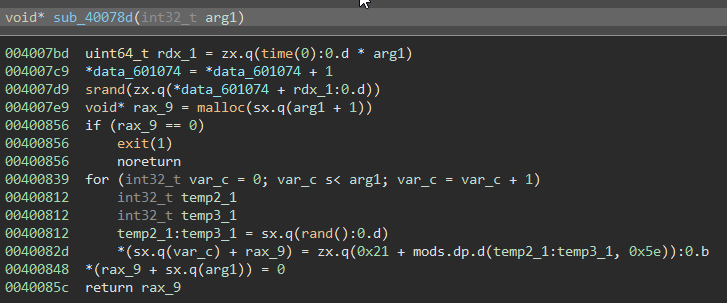 void* sub_40078d(int32_t arg1)
004007bd uint64_t rdx_1 = zx.q(time(0):0.d * arg1)
004007c9 *data_601074 = *data_601074 + 1
004007d9 srand(zx.q(*data_601074 + rdx_1:0.d))
004007e9 void* rax_9 = malloc(sx.q(arg1 + 1))
00400856 if (rax_9 == 0)
00400856 exit(1)
00400856 noreturn
00400839 for (int32_t var_c = 0; var_c s< arg1; var_c = var_c + 1)
00400812 int32_t temp2_1
00400812 int32_t temp3_1
00400812 temp2_1:temp3_1 = sx.q(rand():0.d)
0040082d *(sx.q(var_c) + rax_9) = zx.q(0x21 + mods.dp.d(temp2_1:temp3_1, 0x5e)):0.b
00400848 *(rax_9 + sx.q(arg1)) = 0
0040085c return rax_9